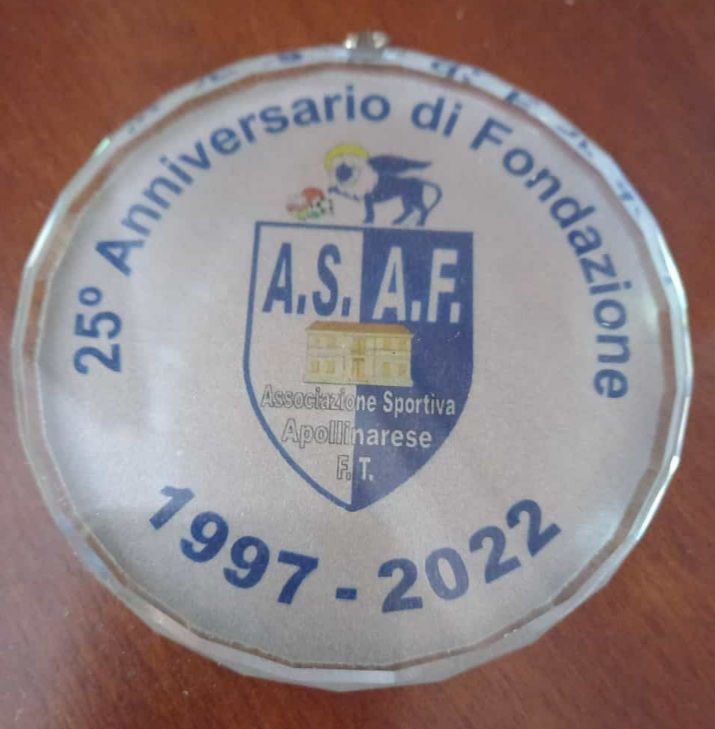 25° Anniversario di Fondazione
A.S. A.F.
Associazione Sportiva
Apollinarese
F. T.
1997 - 2022